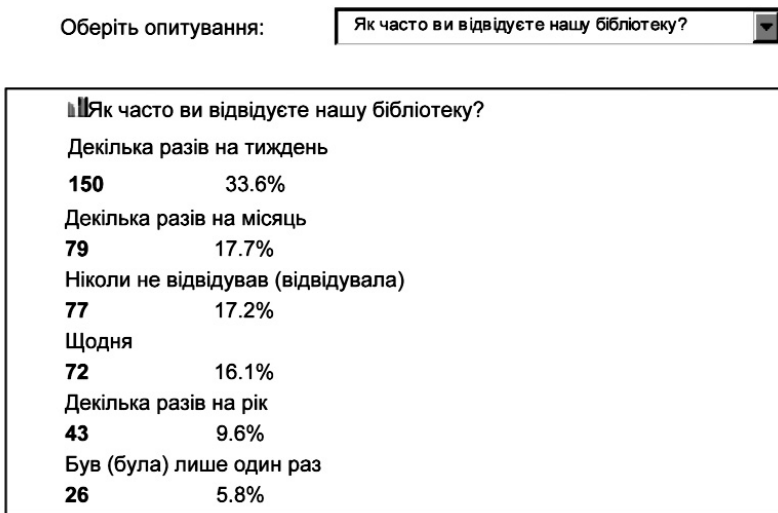 Оберіть опитування: Як часто ви відвідуєте нашу бібліотеку?
Як часто ви відвідуєте нашу бібліотеку?
Декілька разів на тиждень
150 33.6%
Декілька разів на місяць
79 17.7%
Ніколи не відвідував (відвідувала)
77 17.2%
Щодня
72 16.1%
Декілька разів на рік
43 9.6%
Був (була) лише один раз
26 5.8%